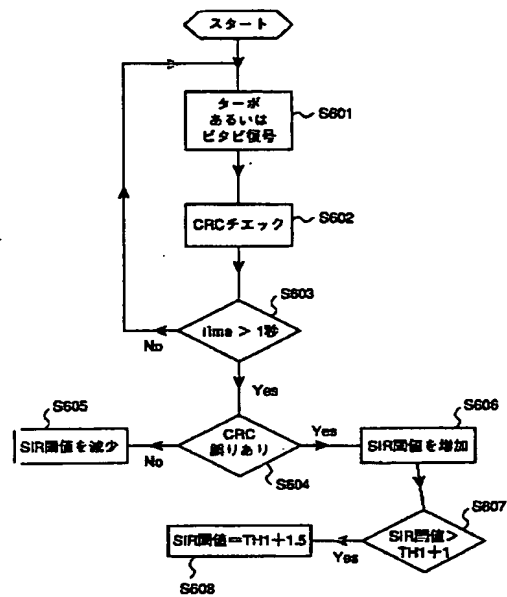 スタート
ターボ
あるいは
ビタビ復号
S601
CRCチエック
S602
S603
time > 1秒
No
Yes
S605
SIR閾値を減少
No
CRC
誤りあり
S604
Yes
S606
SIR閾値を増加
S607
SIR閾値>
TH1+1
Yes
SIR閾値=TH1+1.5
S608